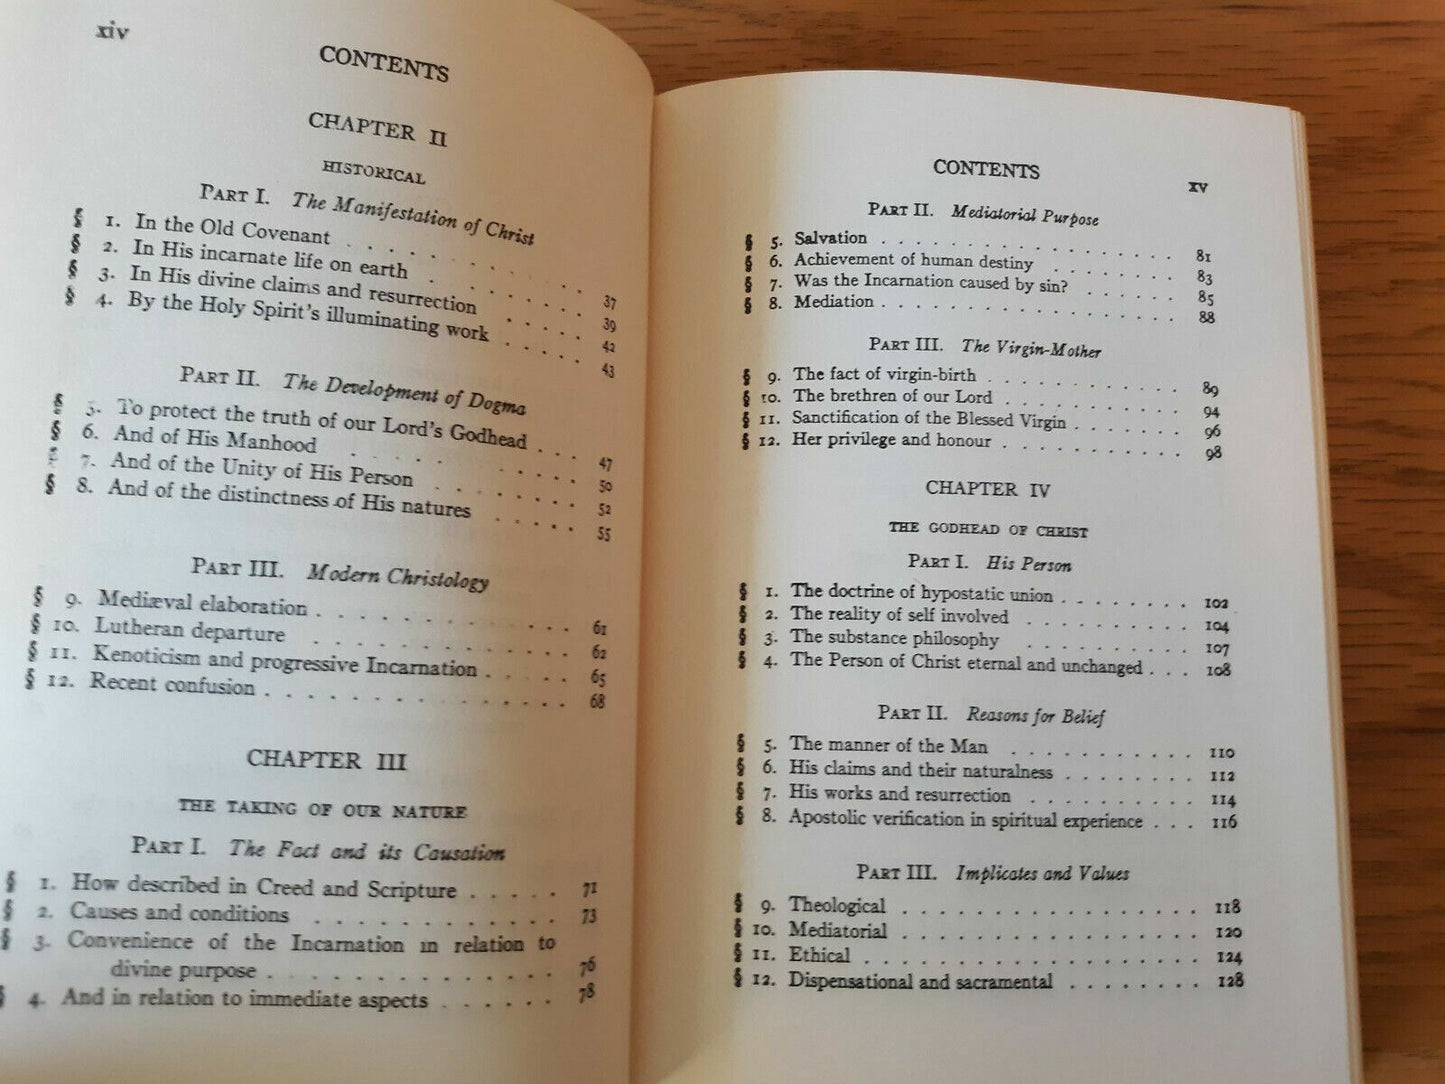 xiv
CONTENTS
CHAPTER II
HISTORICAL
PART I. The Manifestation of Christ
§ 1. In the Old Covenant . . . . . . . . 37
§ 2. In His incarnate life on earth . . . . . . 39
§ 3. In His divine claims and resurrection . . . . 42
§ 4. By the Holy Spirit's illuminating work . . . . 43
PART II. The Development of Dogma
§ 5. To protect the truth of our Lord's Godhead . . . 47
§ 6. And of His Manhood . . . . . . . . 50
§ 7. And of the Unity of His Person . . . . . . 52
§ 8. And of the distinctness of His natures . . . . . 55
PART III. Modern Christology
§ 9. Mediæval elaboration . . . . . . . . . 61
§ 10. Lutheran departure . . . . . . . . . 62
§ 11. Kenoticism and progressive Incarnation . . . . . 65
§ 12. Recent confusion . . . . . . . . . . 68
CHAPTER III
THE TAKING OF OUR NATURE
PART I. The Fact and its Causation
§ 1. How described in Creed and Scripture . . . . . 71
§ 2. Causes and conditions . . . . . . . . . 73
§ 3. Convenience of the Incarnation in relation to
divine purpose . . . . . . . . . . 76
§ 4. And in relation to immediate aspects . . . . . . 78
CONTENTS
xv
PART II. Mediatorial Purpose
§ 5. Salvation . . . . . . . . . . . . 81
§ 6. Achievement of human destiny . . . . . . 83
§ 7. Was the Incarnation caused by sin? . . . . . . 85
§ 8. Mediation . . . . . . . . . . . . 88
PART III. The Virgin-Mother
§ 9. The fact of virgin-birth . . . . . . . . . 89
§ 10. The brethren of our Lord . . . . . . . . 94
§ 11. Sanctification of the Blessed Virgin . . . . . . 96
§ 12. Her privilege and honour . . . . . . . . 98
CHAPTER IV
THE GODHEAD OF CHRIST
PART I. His Person
§ 1. The doctrine of hypostatic union . . . . . . . 102
§ 2. The reality of self involved . . . . . . . . 104
§ 3. The substance philosophy . . . . . . . . 107
§ 4. The Person of Christ eternal and unchanged . . . 108
PART II. Reasons for Belief
§ 5. The manner of the Man . . . . . . . . . 110
§ 6. His claims and their naturalness . . . . . . . 112
§ 7. His works and resurrection . . . . . . . . 114
§ 8. Apostolic verification in spiritual experience . . . 116
PART III. Implicates and Values
§ 9. Theological . . . . . . . . . . . . 118
§ 10. Mediatorial . . . . . . . . . . . . 120
§ 11. Ethical . . . . . . . . . . . . . 124
§ 12. Dispensational and sacramental . . . . . . . 128